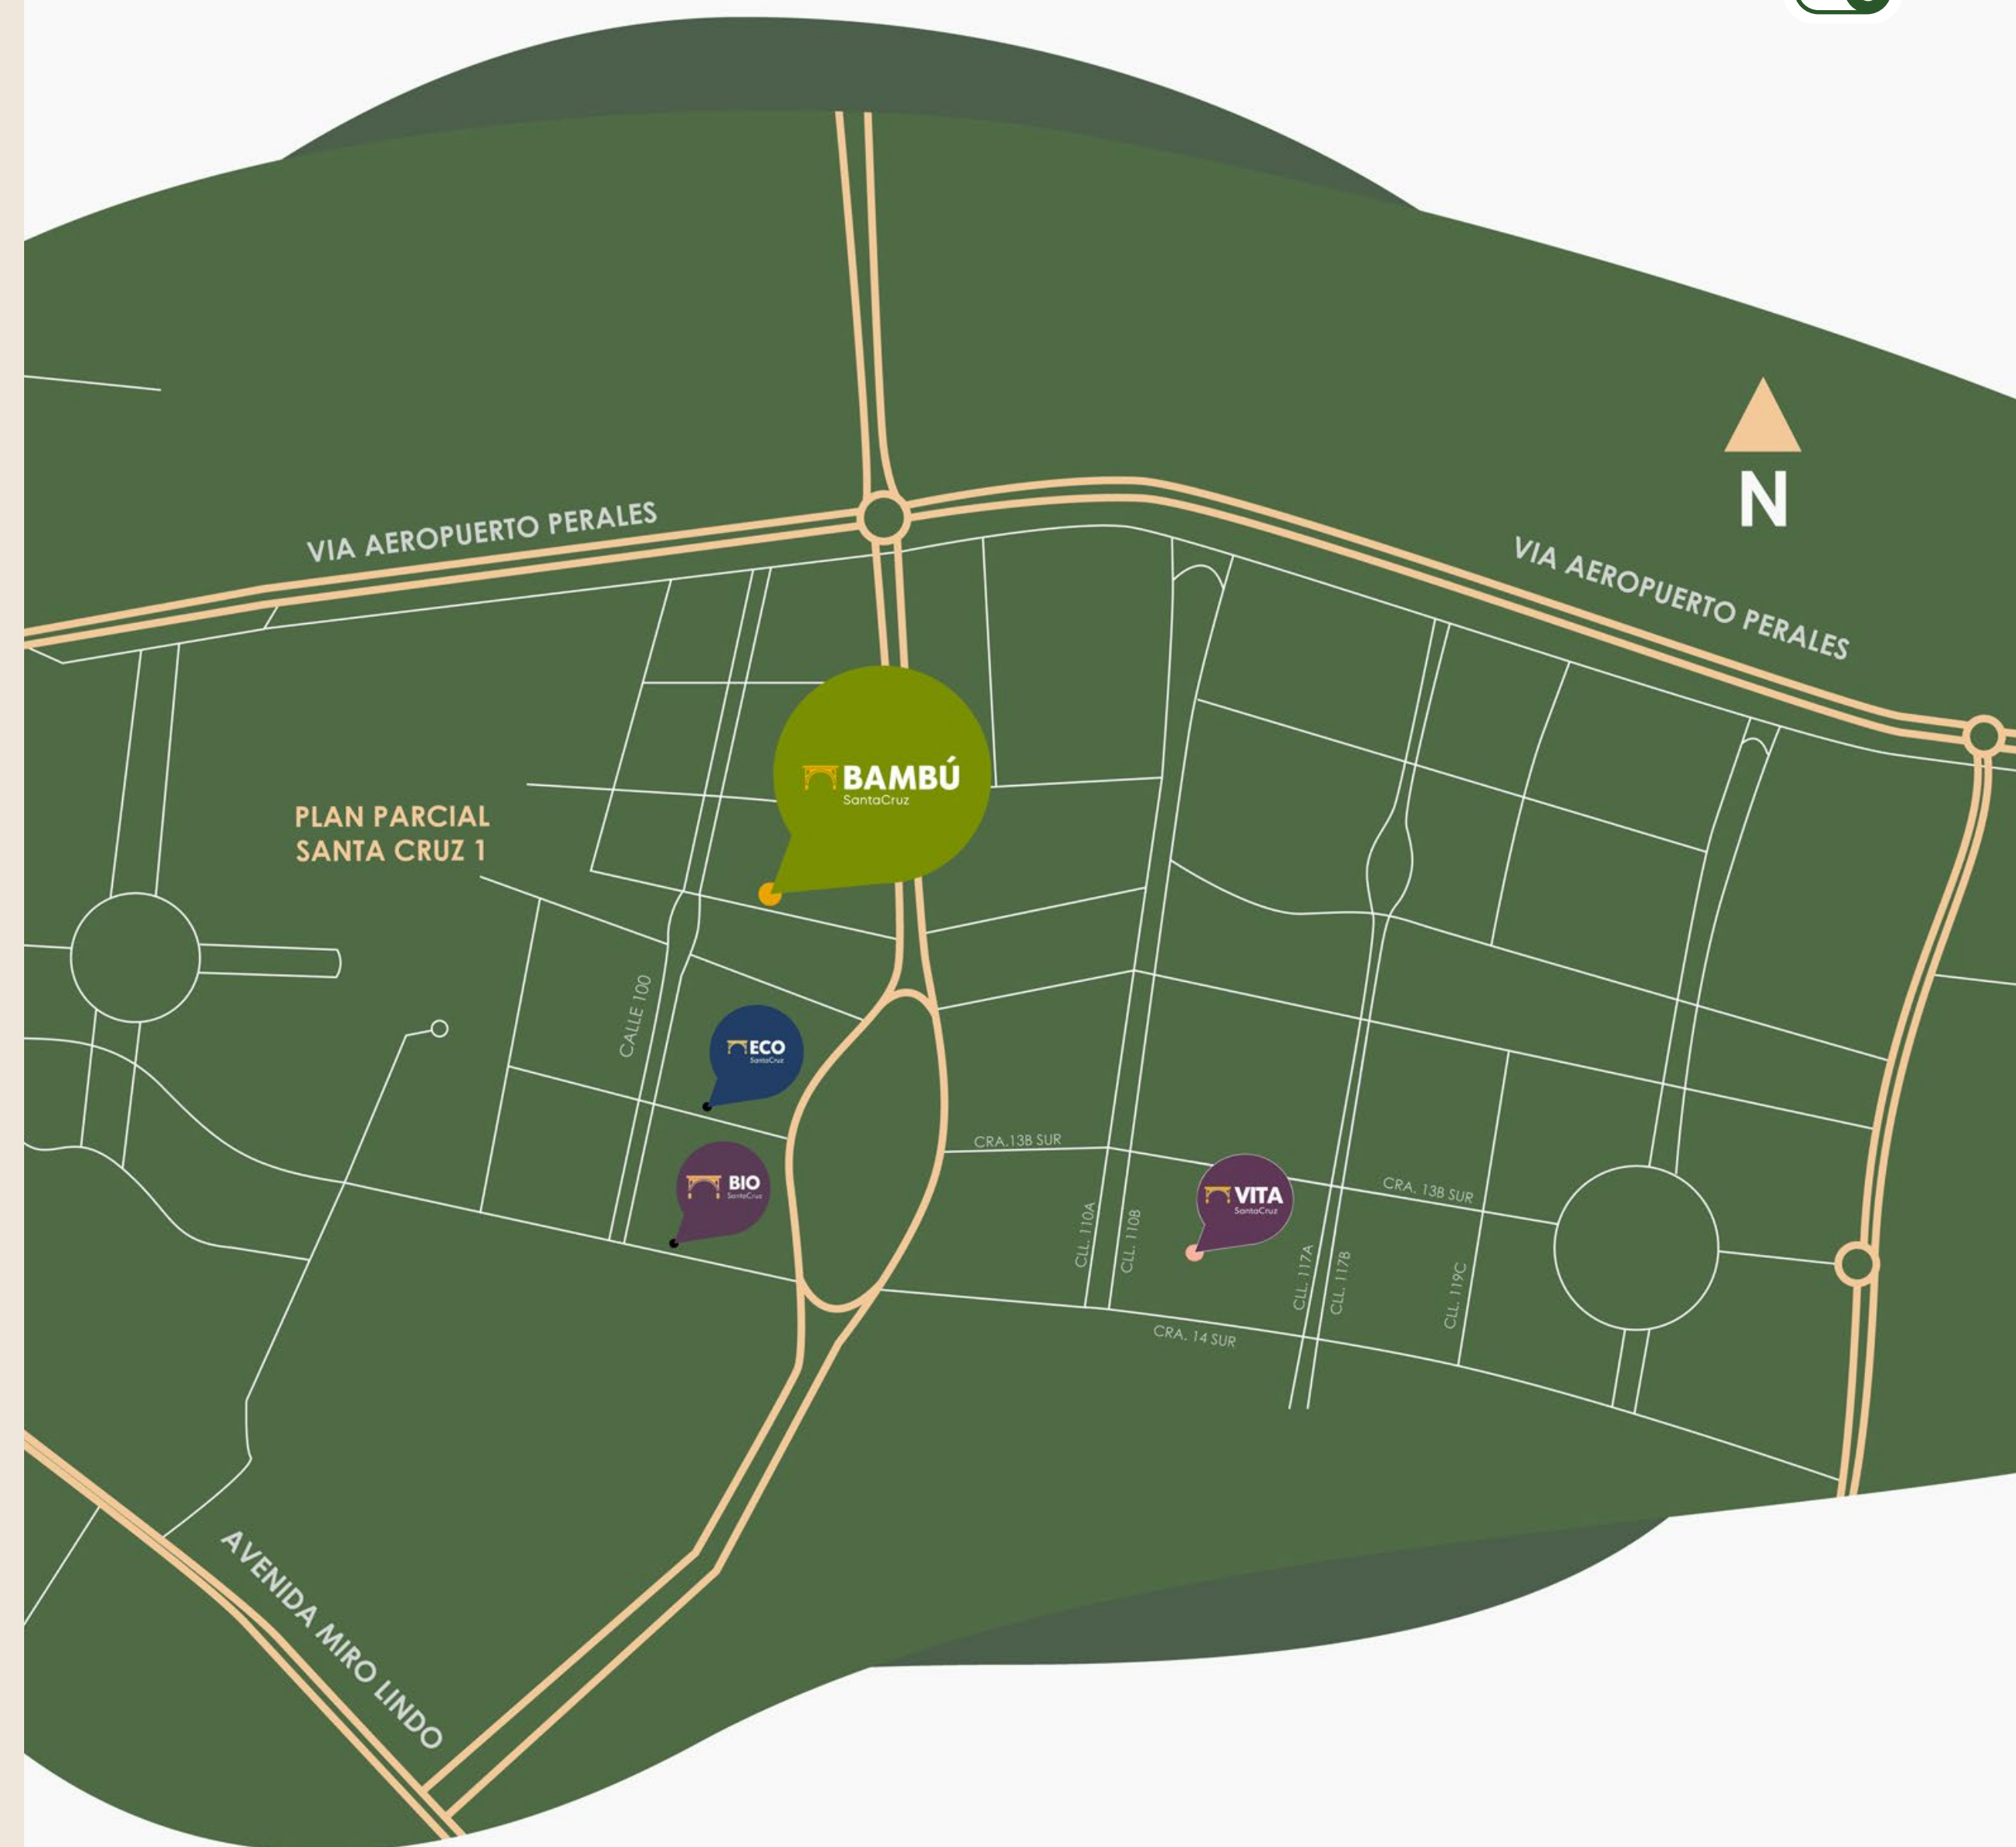 VIA AEROPUERTO PERALES
N
VIA AEROPUERTO PERALES
BAMBÚ
SantaCruz
PLAN PARCIAL
SANTA CRUZ 1
CALLE 100
ECO
SantaCruz
BIO
SantaCruz
CRA.13B SUR
VITA
SantaCruz
CRA. 13B SUR
CLL. 110A
CLL. 110B
CLL. 117A
CLL. 117B
CLL. 119C
CRA. 14 SUR
AVENIDA MIRO LINDO